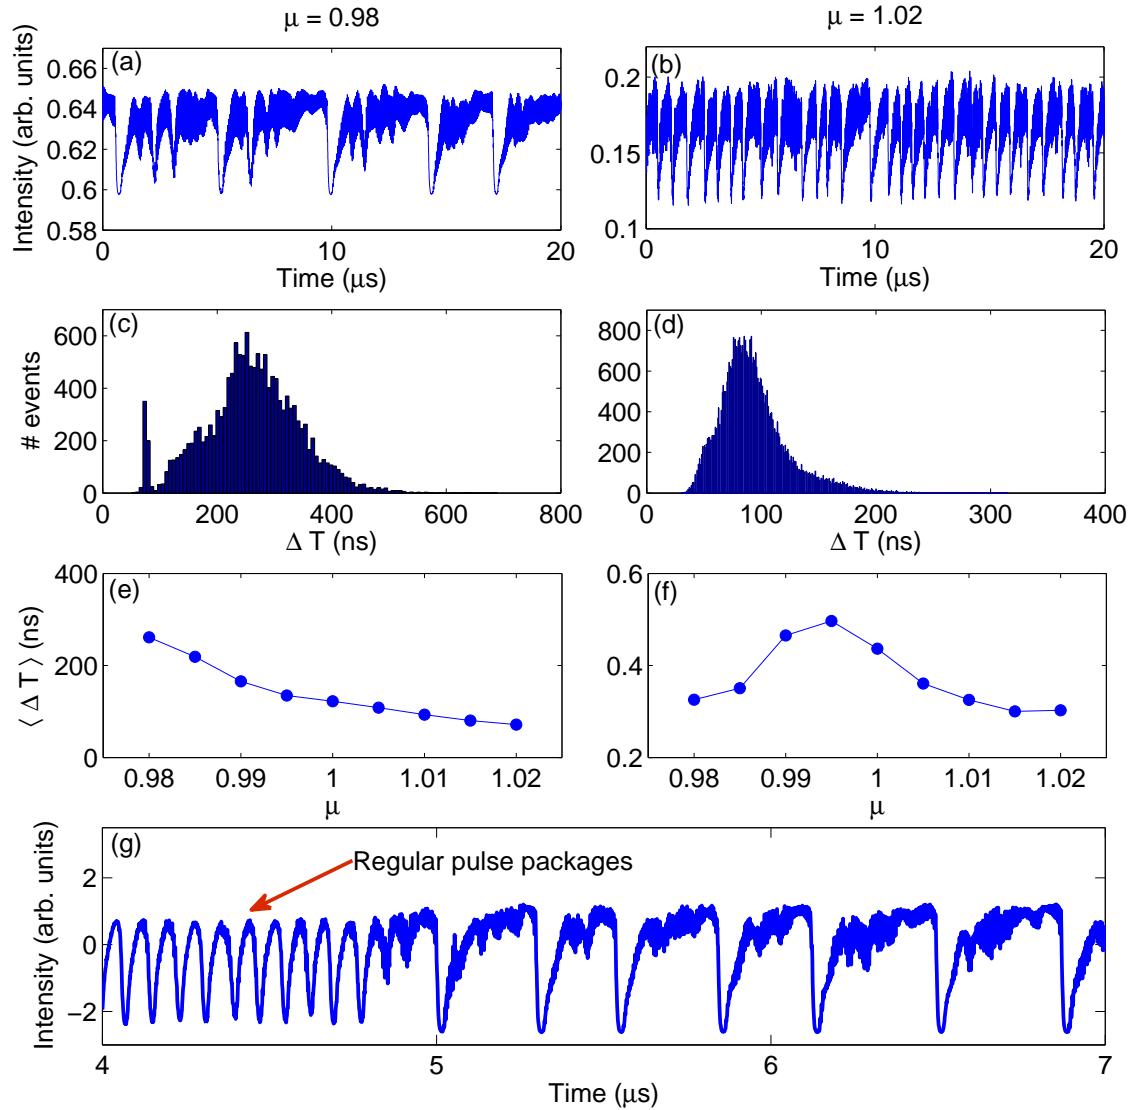 μ = 0.98
μ = 1.02
(a)
Intensity (arb. units)
0.66
0.64
0.62
0.6
0.58
0
10
20
Time (μs)
(b)
0.2
0.15
0.1
0
10
20
Time (μs)
(c)
# events
600
400
200
0
0
200
400
600
800
Δ T (ns)
(d)
800
600
400
200
0
0
100
200
300
400
Δ T (ns)
(e)
⟨ Δ T ⟩ (ns)
400
200
0
0.98
0.99
1
1.01
1.02
μ
(f)
0.6
0.4
0.2
0.98
0.99
1
1.01
1.02
μ
(g)
Regular pulse packages
Intensity (arb. units)
2
0
−2
4
5
6
7
Time (μs)